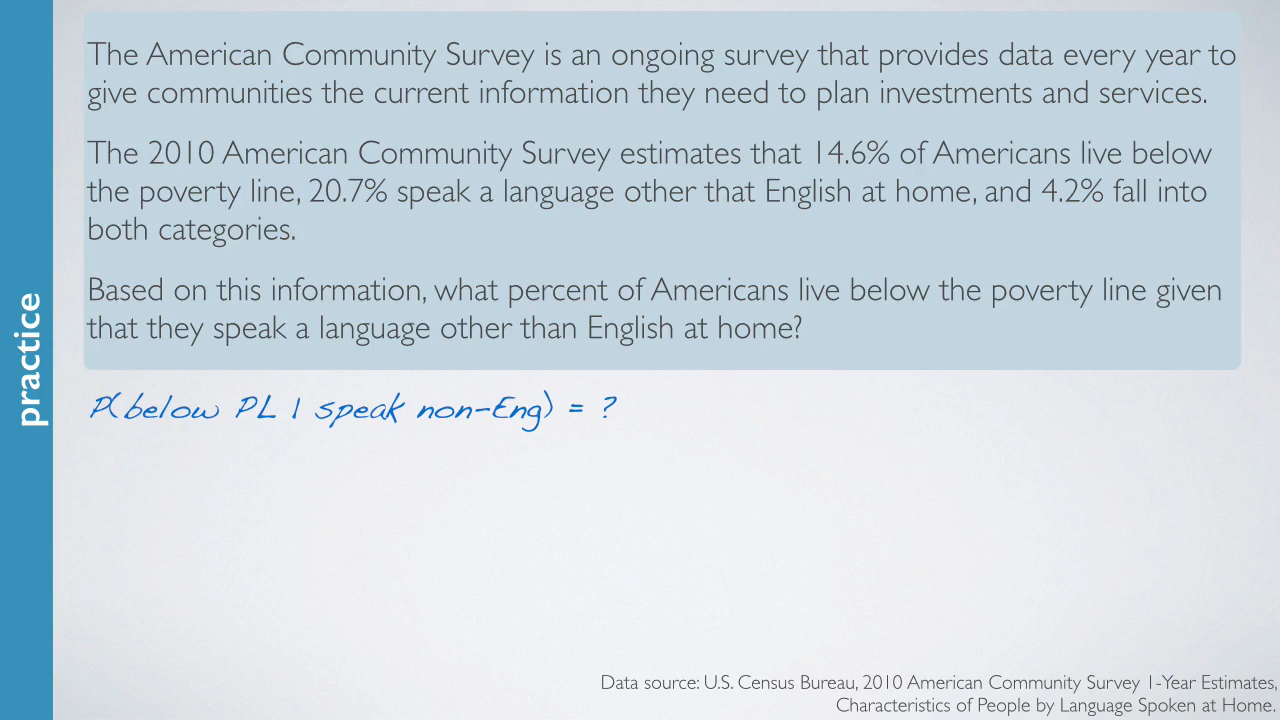 practice
The American Community Survey is an ongoing survey that provides data every year to
give communities the current information they need to plan investments and services.
The 2010 American Community Survey estimates that 14.6% of Americans live below
the poverty line, 20.7% speak a language other that English at home, and 4.2% fall into
both categories.
Based on this information, what percent of Americans live below the poverty line given
that they speak a language other than English at home?
P(below PL | speak non-Eng) = ?
Data source: U.S. Census Bureau, 2010 American Community Survey 1-Year Estimates,
Characteristics of People by Language Spoken at Home.